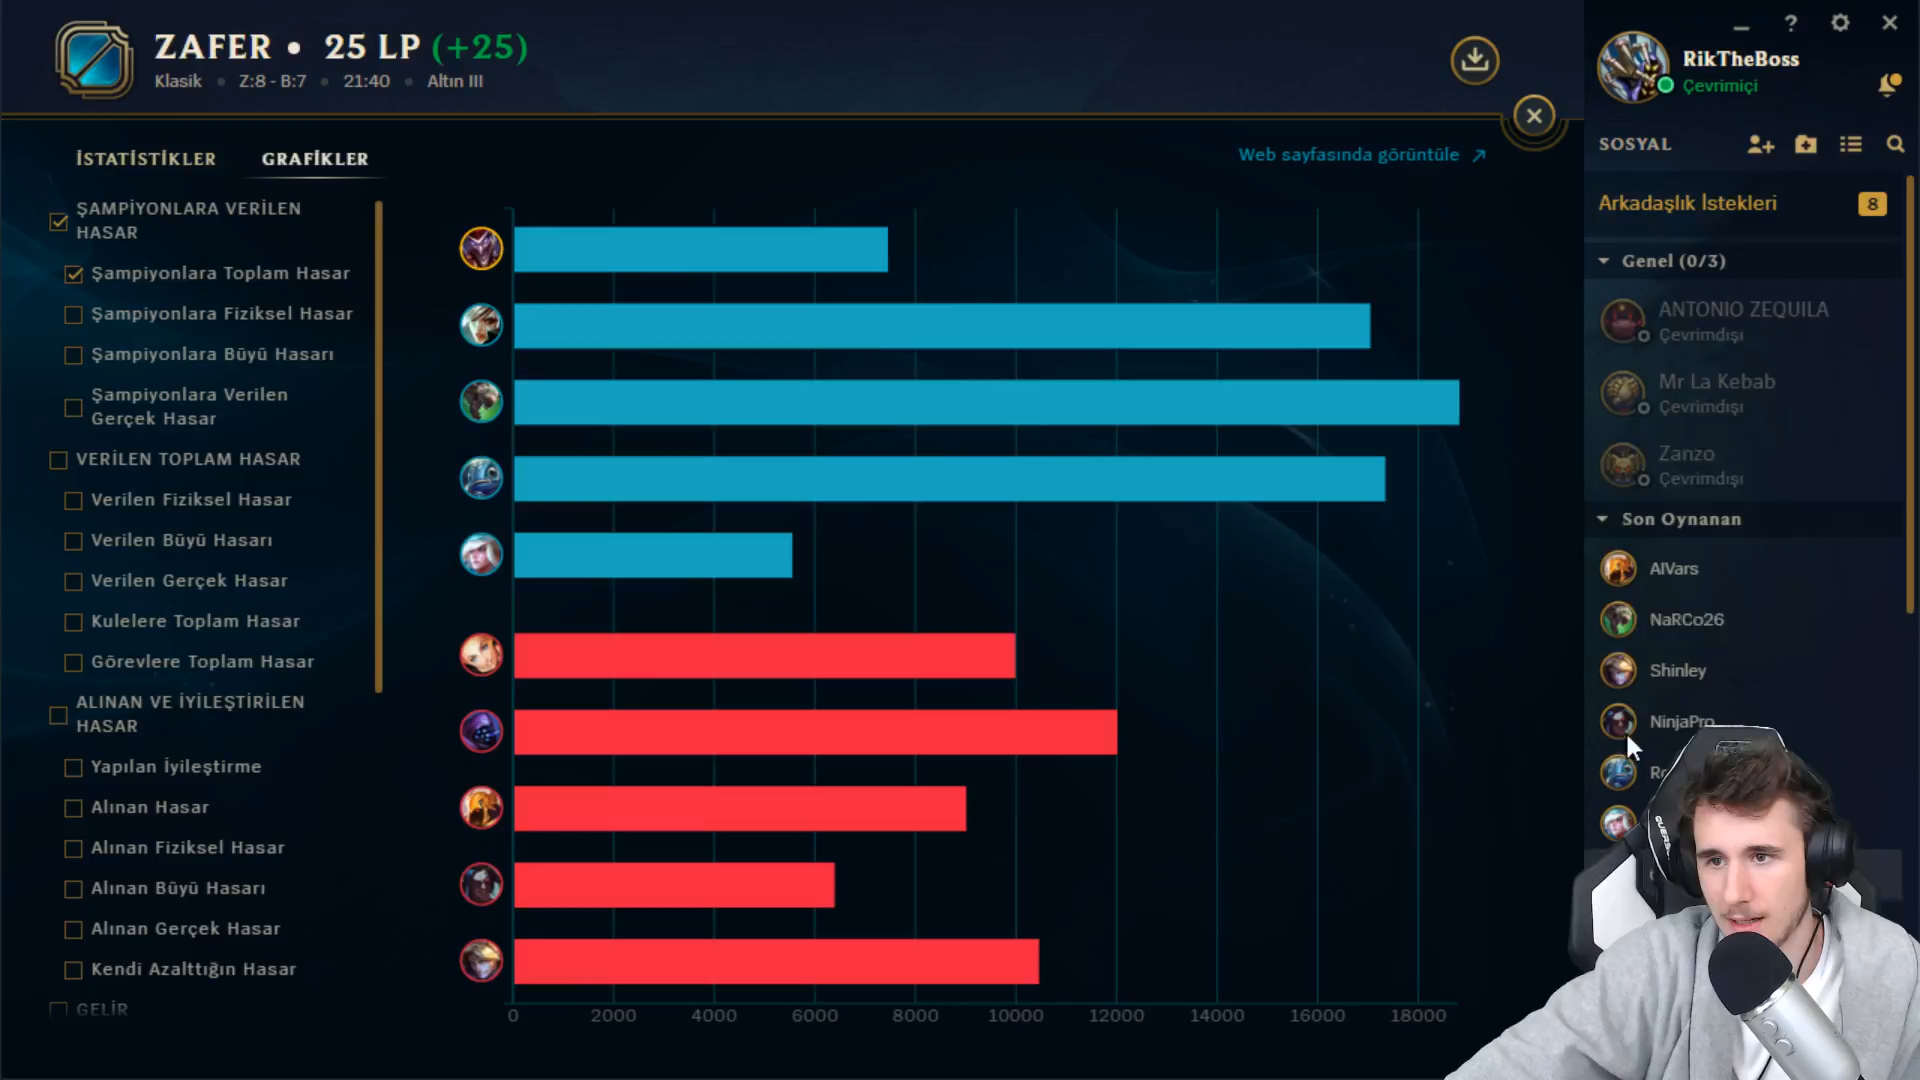 ZAFER • 25 LP (+25)
Klasik • Z:8 - B:7 • 21:40 • Altın III
İSTATİSTİKLER GRAFİKLER
Web sayfasında görüntüle
ŞAMPİYONLARA VERİLEN
HASAR
Şampiyonlara Toplam Hasar
Şampiyonlara Fiziksel Hasar
Şampiyonlara Büyü Hasarı
Şampiyonlara Verilen
Gerçek Hasar
VERİLEN TOPLAM HASAR
Verilen Fiziksel Hasar
Verilen Büyü Hasarı
Verilen Gerçek Hasar
Kulelere Toplam Hasar
Görevlere Toplam Hasar
ALINAN VE İYİLEŞTİRİLEN
HASAR
Yapılan İyileştirme
Alınan Hasar
Alınan Fiziksel Hasar
Alınan Büyü Hasarı
Alınan Gerçek Hasar
Kendi Azalttığın Hasar
GELİR
0 2000 4000 6000 8000 10000 12000 14000 16000 18000
RikTheBoss
Çevrimiçi
SOSYAL
Arkadaşlık İstekleri 8
Genel (0/3)
ANTONIO ZEQUILA
Çevrimdışı
Mr La Kebab
Çevrimdışı
Zanzo
Çevrimdışı
Son Oynanan
NaRCo26
Shinley
NinjaPro